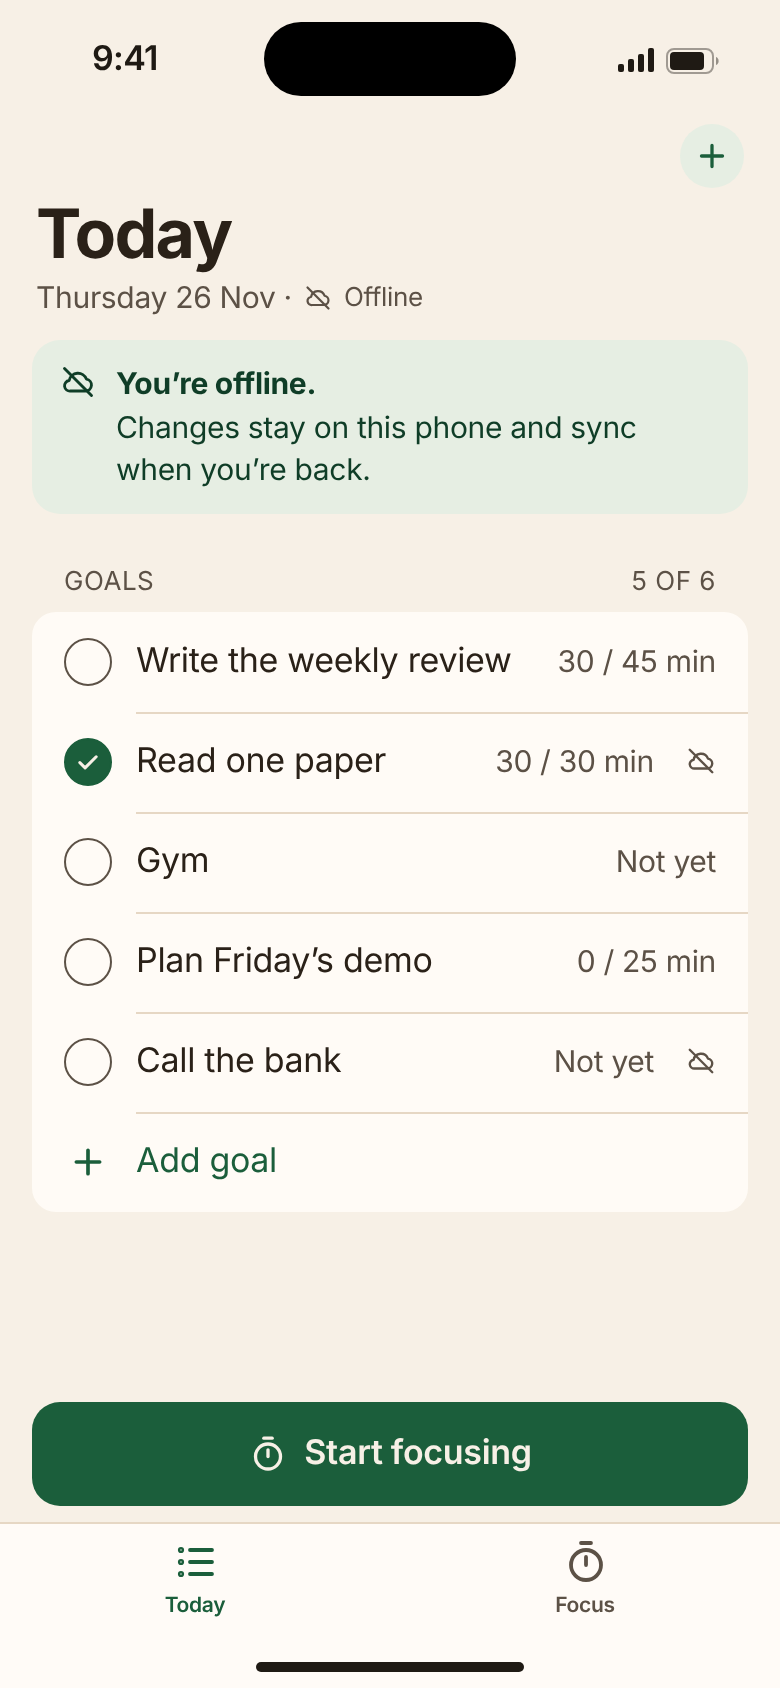 9:41
Today
Thursday 26 Nov · Offline
You’re offline.
Changes stay on this phone and sync
when you’re back.
GOALS 5 OF 6
Write the weekly review 30 / 45 min
Read one paper 30 / 30 min
Gym Not yet
Plan Friday’s demo 0 / 25 min
Call the bank Not yet
Add goal
Start focusing
Today Focus